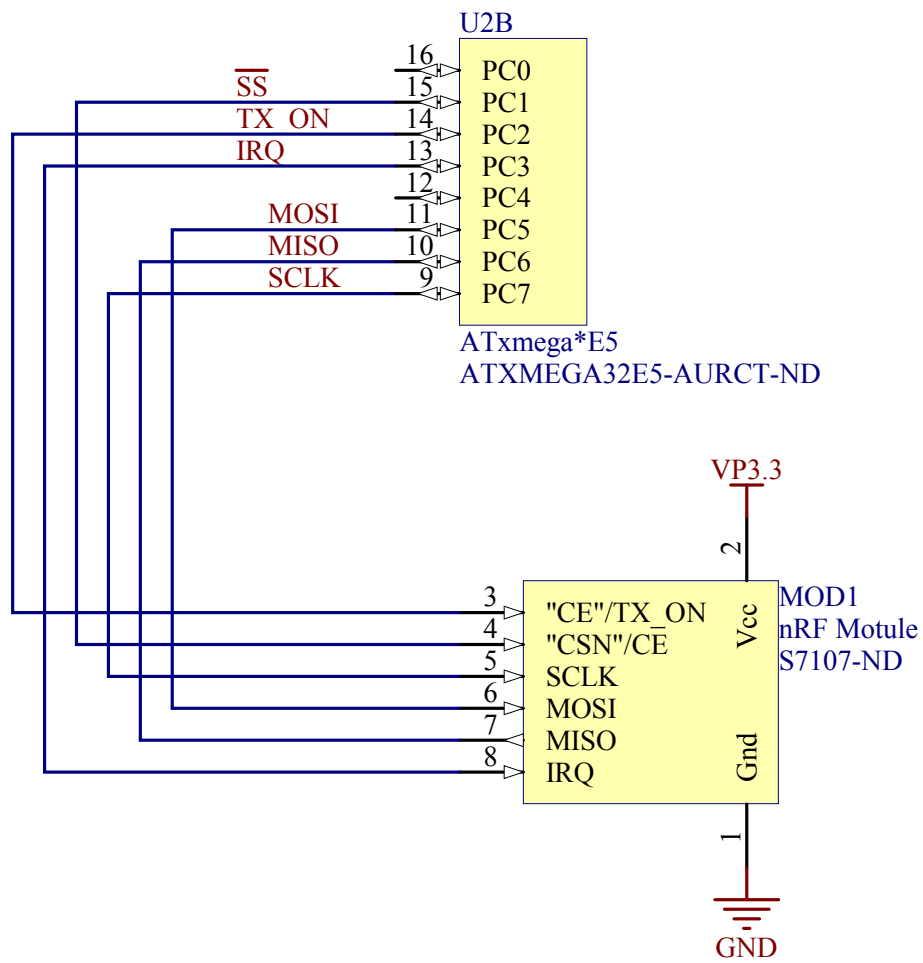 U2B
16 PC0
SS 15 PC1
TX_ON 14 PC2
IRQ 13 PC3
12 PC4
MOSI 11 PC5
MISO 10 PC6
SCLK 9 PC7
ATxmega*E5
ATXMEGA32E5-AURCT-ND
VP3.3
2
Vcc
3 "CE"/TX_ON
4 "CSN"/CE
5 SCLK
6 MOSI
7 MISO
8 IRQ
MOD1
nRF Motule
S7107-ND
Gnd
1
GND